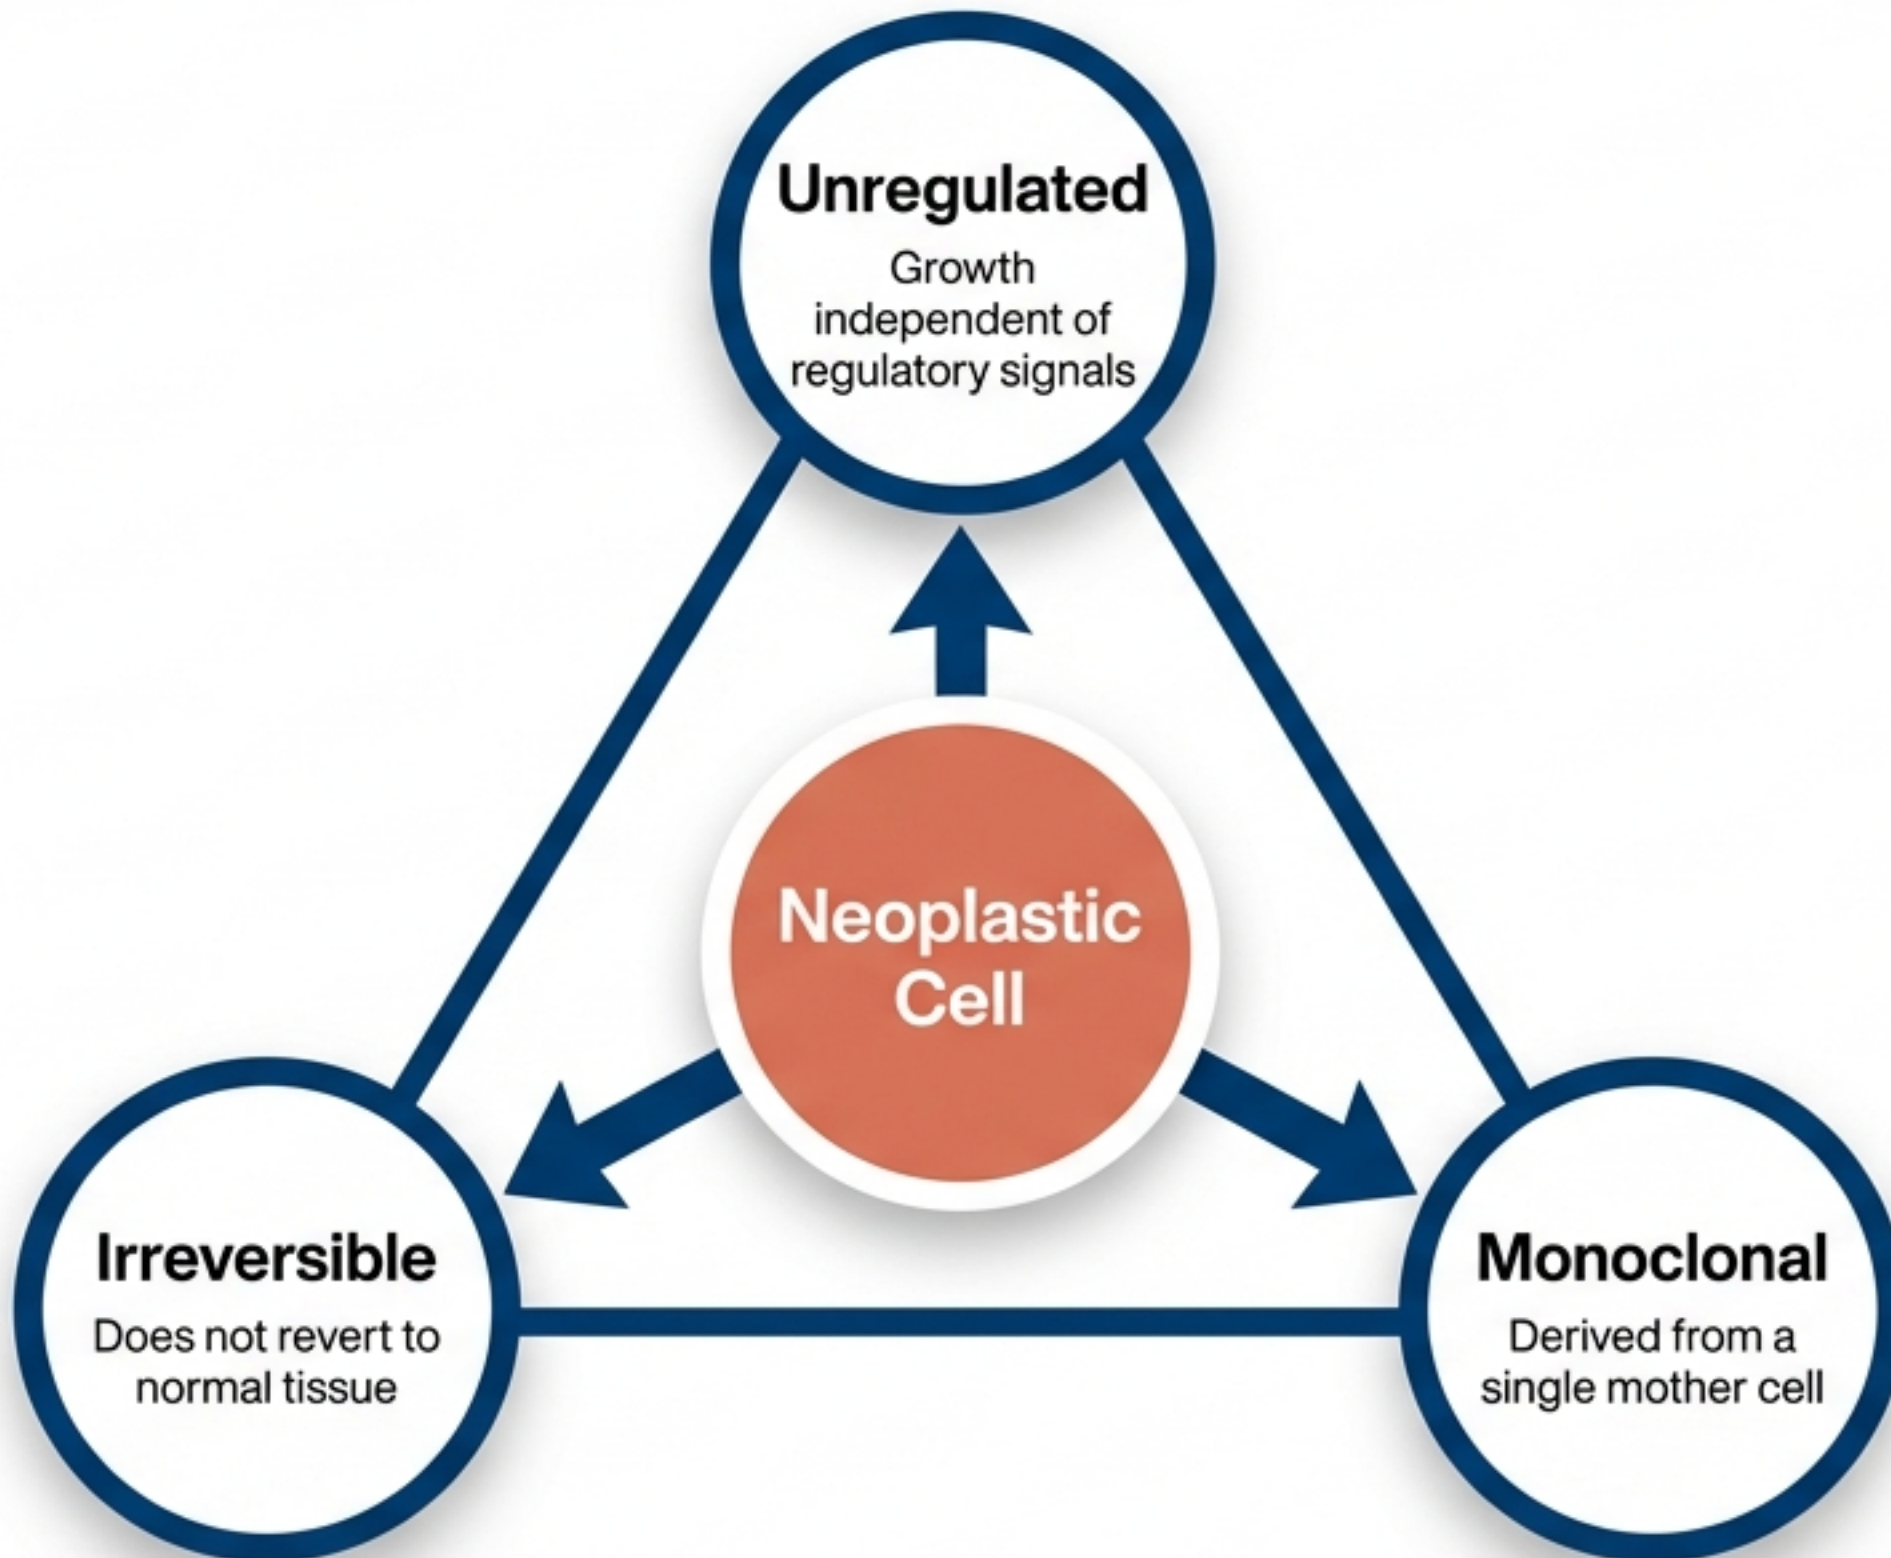 Unregulated
Growth
independent of
regulatory signals
Neoplastic
Cell
Irreversible
Does not revert to
normal tissue
Monoclonal
Derived from a
single mother cell